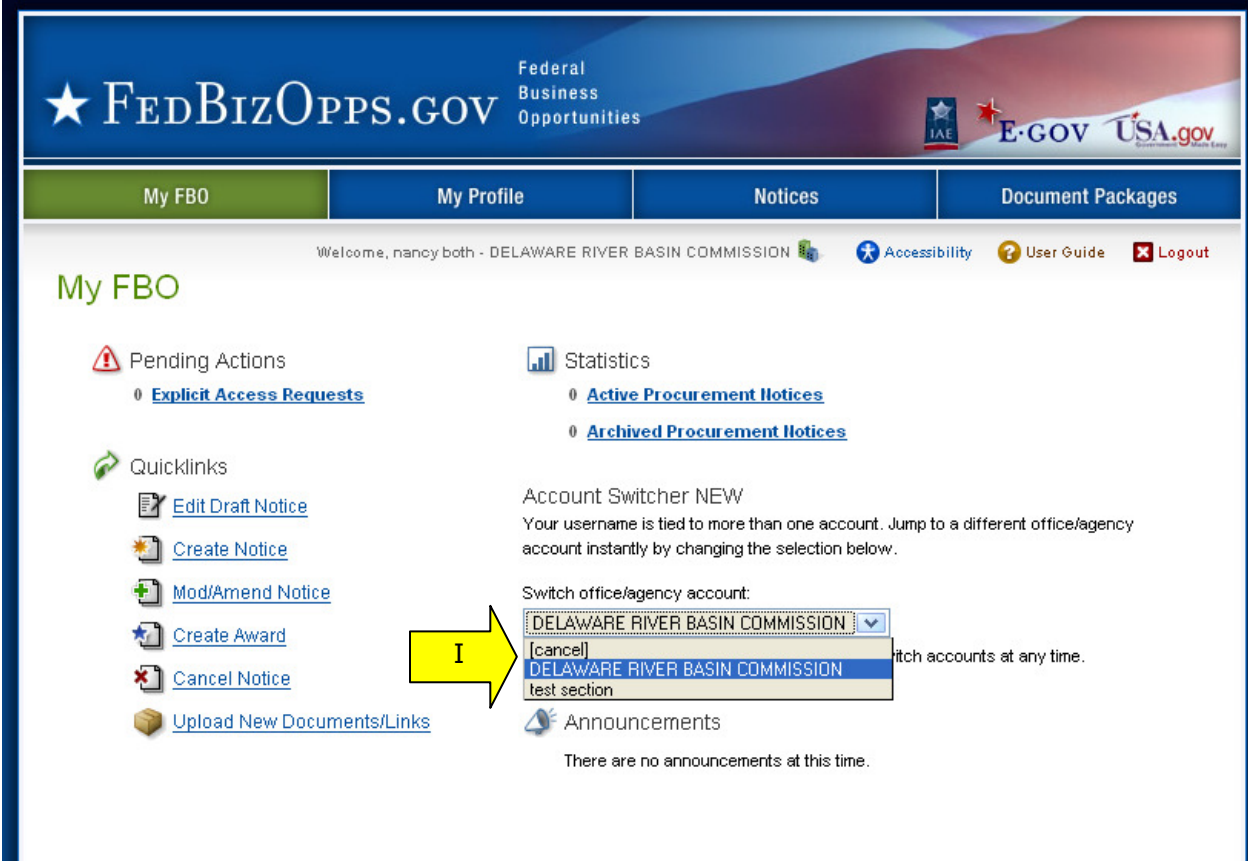 ★ FEDBIZOPPS.GOV
Federal
Business
Opportunities
IAE
E·GOV
USA.gov
Government Made Easy
My FBO
My Profile
Notices
Document Packages
Welcome, nancy both - DELAWARE RIVER BASIN COMMISSION
Accessibility
User Guide
Logout
My FBO
Pending Actions
0 Explicit Access Requests
Statistics
0 Active Procurement Notices
0 Archived Procurement Notices
Quicklinks
Edit Draft Notice
Create Notice
Mod/Amend Notice
Create Award
Cancel Notice
Upload New Documents/Links
Account Switcher NEW
Your username is tied to more than one account. Jump to a different office/agency
account instantly by changing the selection below.
Switch office/agency account:
DELAWARE RIVER BASIN COMMISSION
I
[cancel]
DELAWARE RIVER BASIN COMMISSION
test section
itch accounts at any time.
Announcements
There are no announcements at this time.